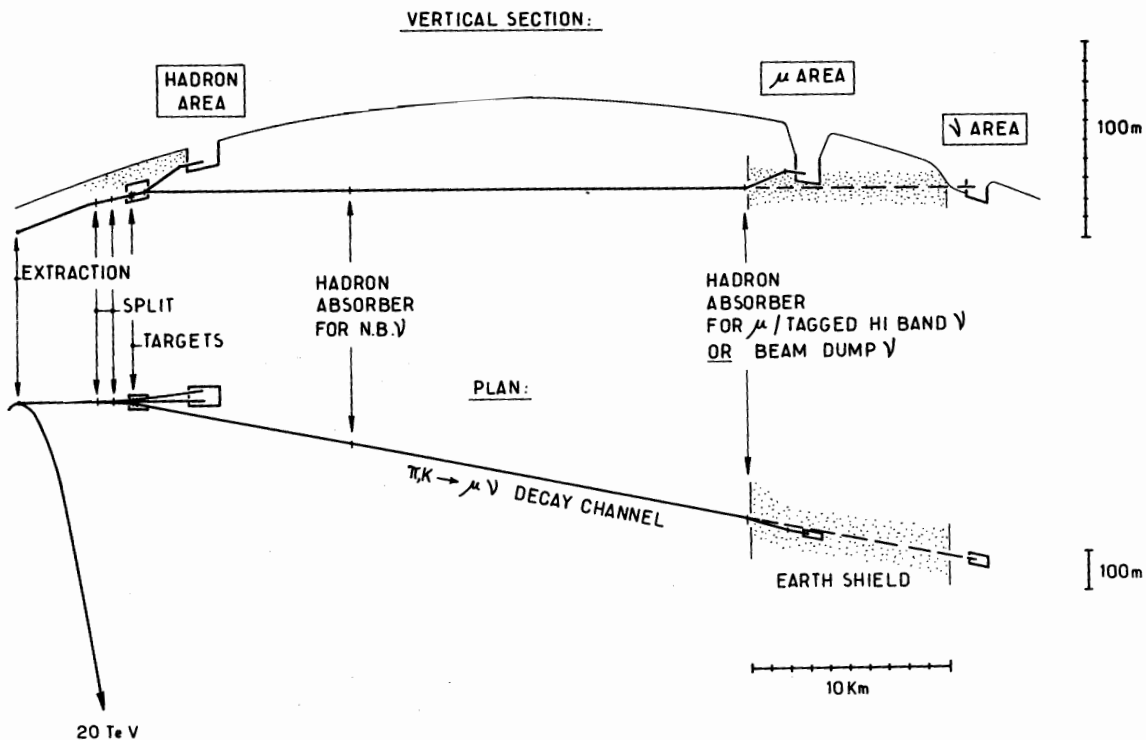 VERTICAL SECTION:
HADRON
AREA
μ AREA
ν AREA
100m
EXTRACTION
SPLIT
TARGETS
HADRON
ABSORBER
FOR N.B.ν
HADRON
ABSORBER
FOR μ/TAGGED HI BAND ν
OR BEAM DUMP ν
PLAN:
π,K → μν DECAY CHANNEL
EARTH SHIELD
100m
10 Km
20 TeV